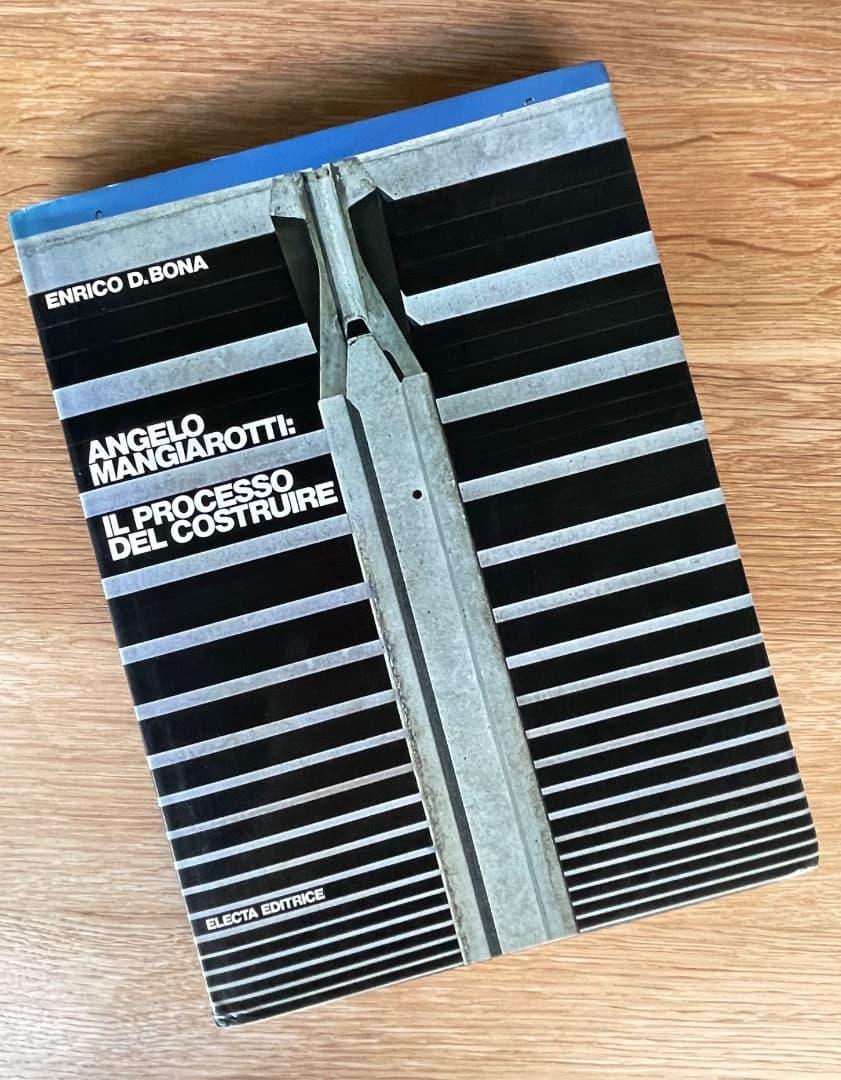 ENRICO D. BONA
ANGELO
MANGIAROTTI:
IL PROCESSO
DEL COSTRUIRE
ELECTA EDITRICE